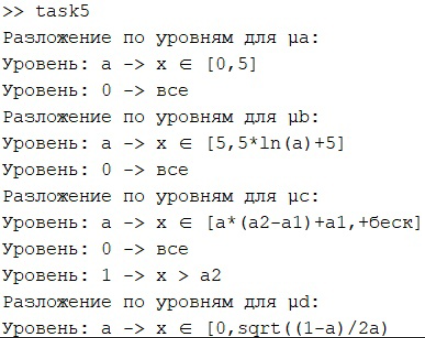 >> task5
Разложение по уровням для μa:
Уровень: a -> x ∈ [0,5]
Уровень: 0 -> все
Разложение по уровням для μb:
Уровень: a -> x ∈ [5,5*ln(a)+5]
Уровень: 0 -> все
Разложение по уровням для μc:
Уровень: a -> x ∈ [a*(a2-a1)+a1,+беск]
Уровень: 0 -> все
Уровень: 1 -> x > a2
Разложение по уровням для μd:
Уровень: a -> x ∈ [0,sqrt((1-a)/2a)